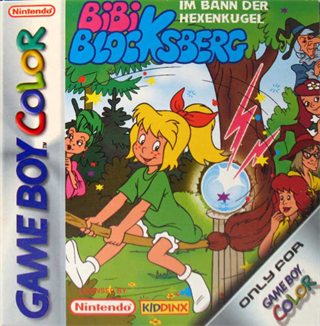 Nintendo
IM BANN DER
HEXENKUGEL
BiBi
BLOCKSBERG
GAME BOY COLOR
TM
LICENSED BY
Nintendo
KIDDINX
ONLY FOR
GAME BOY
COLOR